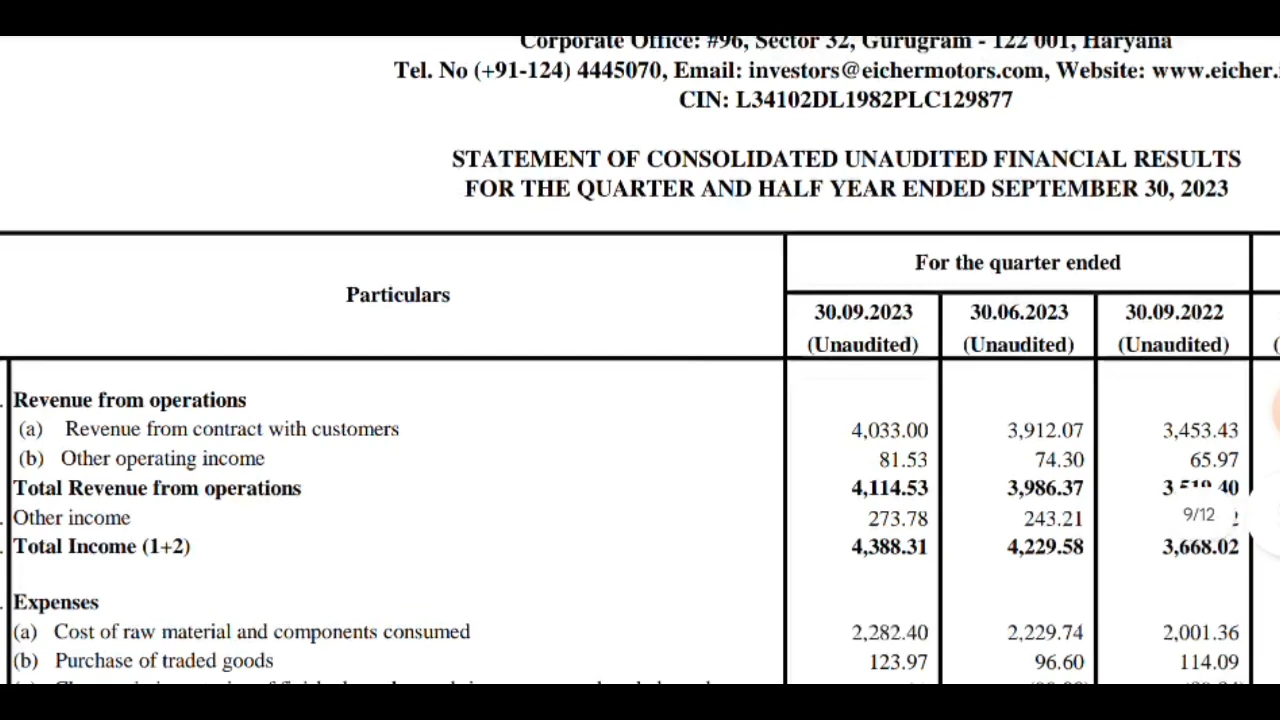 Corporate Office: #96, Sector 32, Gurugram - 122 001, Haryana
Tel. No (+91-124) 4445070, Email: investors@eichermotors.com, Website: www.eicher.
CIN: L34102DL1982PLC129877
STATEMENT OF CONSOLIDATED UNAUDITED FINANCIAL RESULTS
FOR THE QUARTER AND HALF YEAR ENDED SEPTEMBER 30, 2023
Particulars
For the quarter ended
30.09.2023 30.06.2023 30.09.2022
(Unaudited) (Unaudited) (Unaudited) (
Revenue from operations
(a) Revenue from contract with customers 4,033.00 3,912.07 3,453.43
(b) Other operating income 81.53 74.30 65.97
Total Revenue from operations 4,114.53 3,986.37
Other income 273.78 243.21
9/12
Total Income (1+2) 4,388.31 4,229.58 3,668.02
Expenses
(a) Cost of raw material and components consumed 2,282.40 2,229.74 2,001.36
(b) Purchase of traded goods 123.97 96.60 114.09